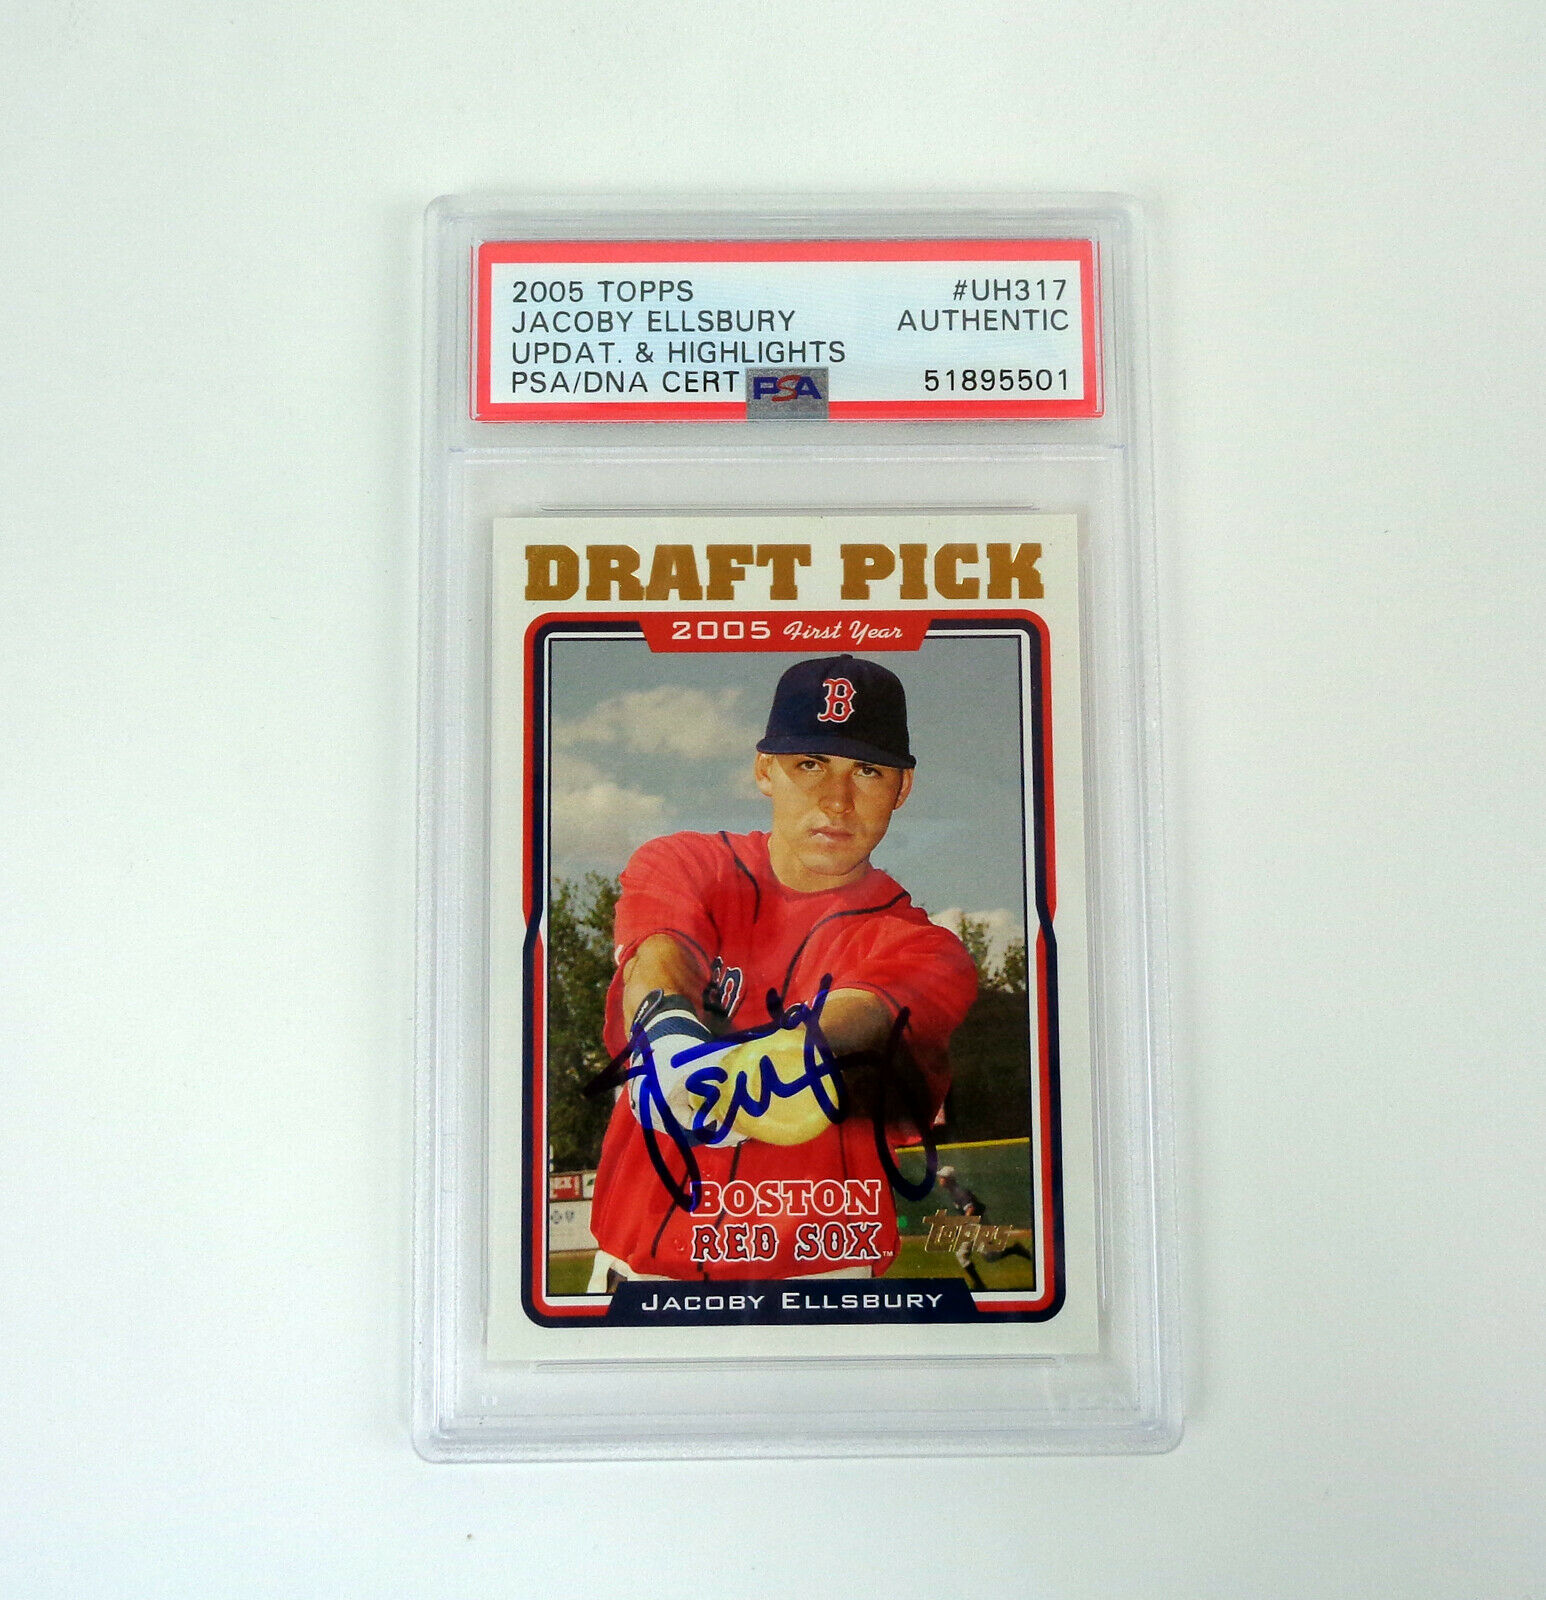 2005 TOPPS #UH317
JACOBY ELLSBURY AUTHENTIC
UPDAT. & HIGHLIGHTS
PSA/DNA CERT PSA 51895501
DRAFT PICK
2005 First Year
B
BOSTON
RED SOX™
Topps
JACOBY ELLSBURY